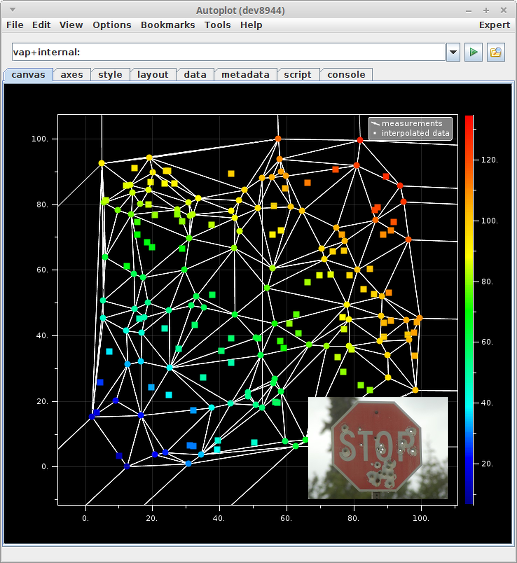 Autoplot (dev8944)
File Edit View Options Bookmarks Tools Help Expert
vap+internal:
canvas axes style layout data metadata script console
measurements
interpolated data
100.
80.
60.
40.
20.
0.
0. 20. 40. 60. 80. 100.
120.
100.
80.
60.
40.
20.
STOP